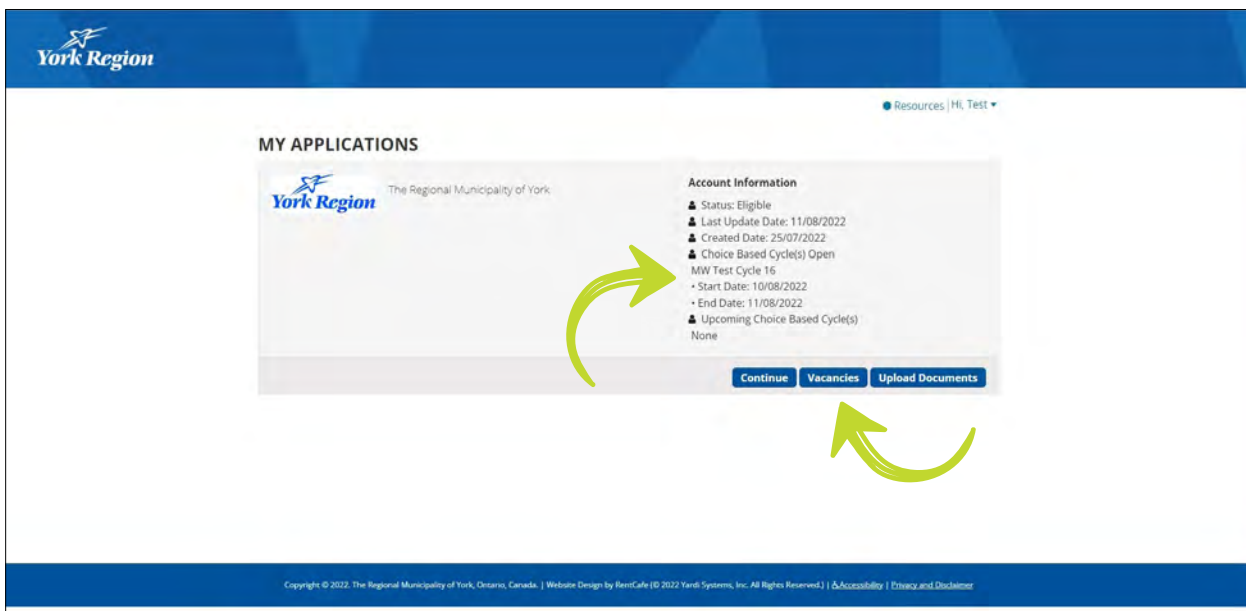 York Region
Resources | Hi, Test
MY APPLICATIONS
York Region
The Regional Municipality of York
Account Information
Status: Eligible
Last Update Date: 11/08/2022
Created Date: 25/07/2022
Choice Based Cycle(s) Open
MW Test Cycle 16
• Start Date: 10/08/2022
• End Date: 11/08/2022
Upcoming Choice Based Cycle(s)
None
Continue
Vacancies
Upload Documents
Copyright © 2022. The Regional Municipality of York, Ontario, Canada. | Website Design by RentCafe (© 2022 Yardi Systems, Inc. All Rights Reserved.) | Accessibility | Privacy and Disclaimer